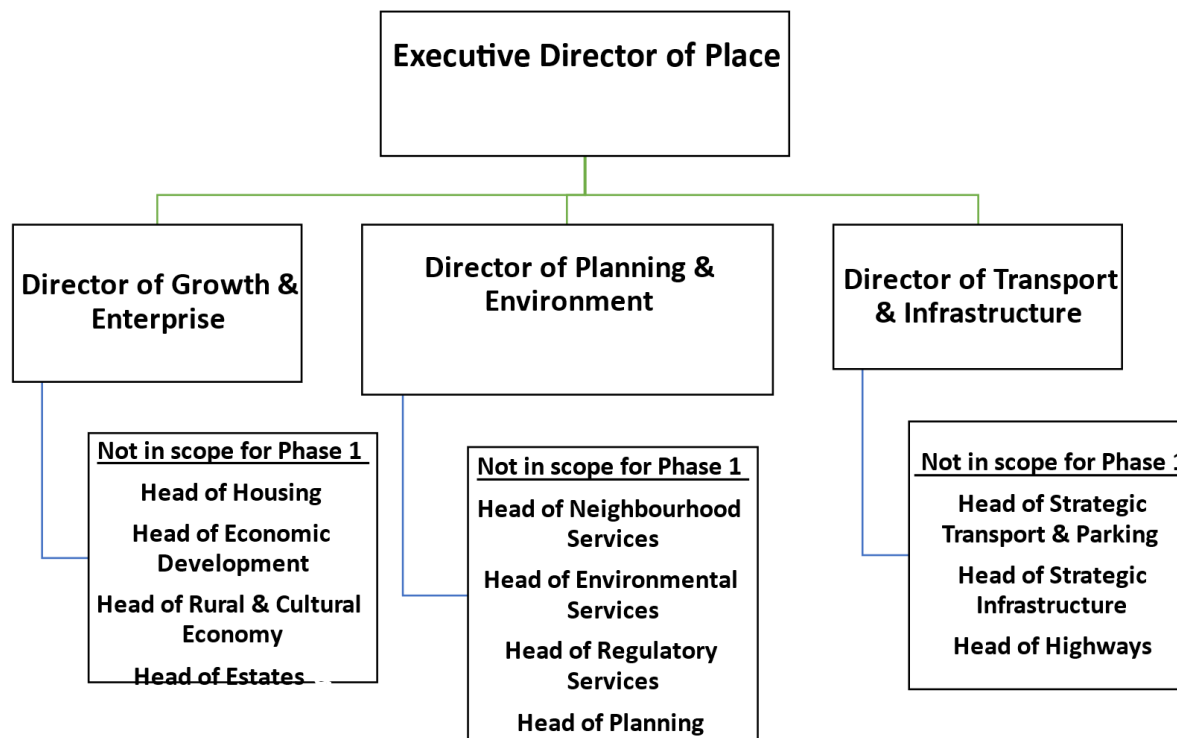 Executive Director of Place
Director of Growth &
Enterprise
Director of Planning &
Environment
Director of Transport
& Infrastructure
Not in scope for Phase 1
Head of Housing
Head of Economic
Development
Head of Rural & Cultural
Economy
Head of Estates
Not in scope for Phase 1
Head of Neighbourhood
Services
Head of Environmental
Services
Head of Regulatory
Services
Head of Planning
Not in scope for Phase 1
Head of Strategic
Transport & Parking
Head of Strategic
Infrastructure
Head of Highways